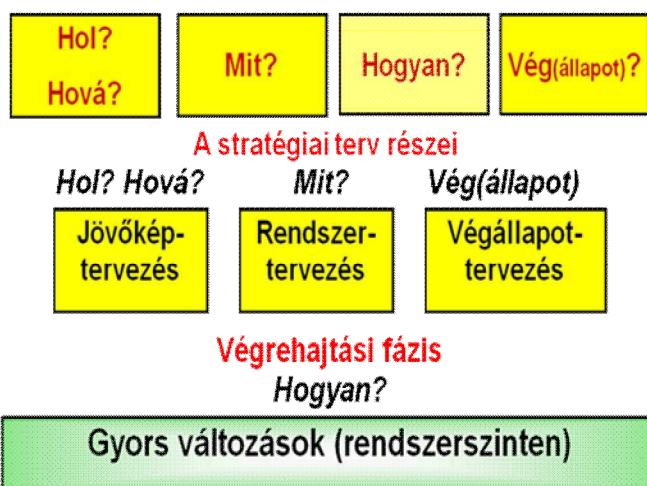 Hol?
Hová?
Mit?
Hogyan?
Vég(állapot)?
A stratégiai terv részei
Hol? Hová?
Mit?
Vég(állapot)
Jövőkép-
tervezés
Rendszer-
tervezés
Végállapot-
tervezés
Végrehajtási fázis
Hogyan?
Gyors változások (rendszerszinten)